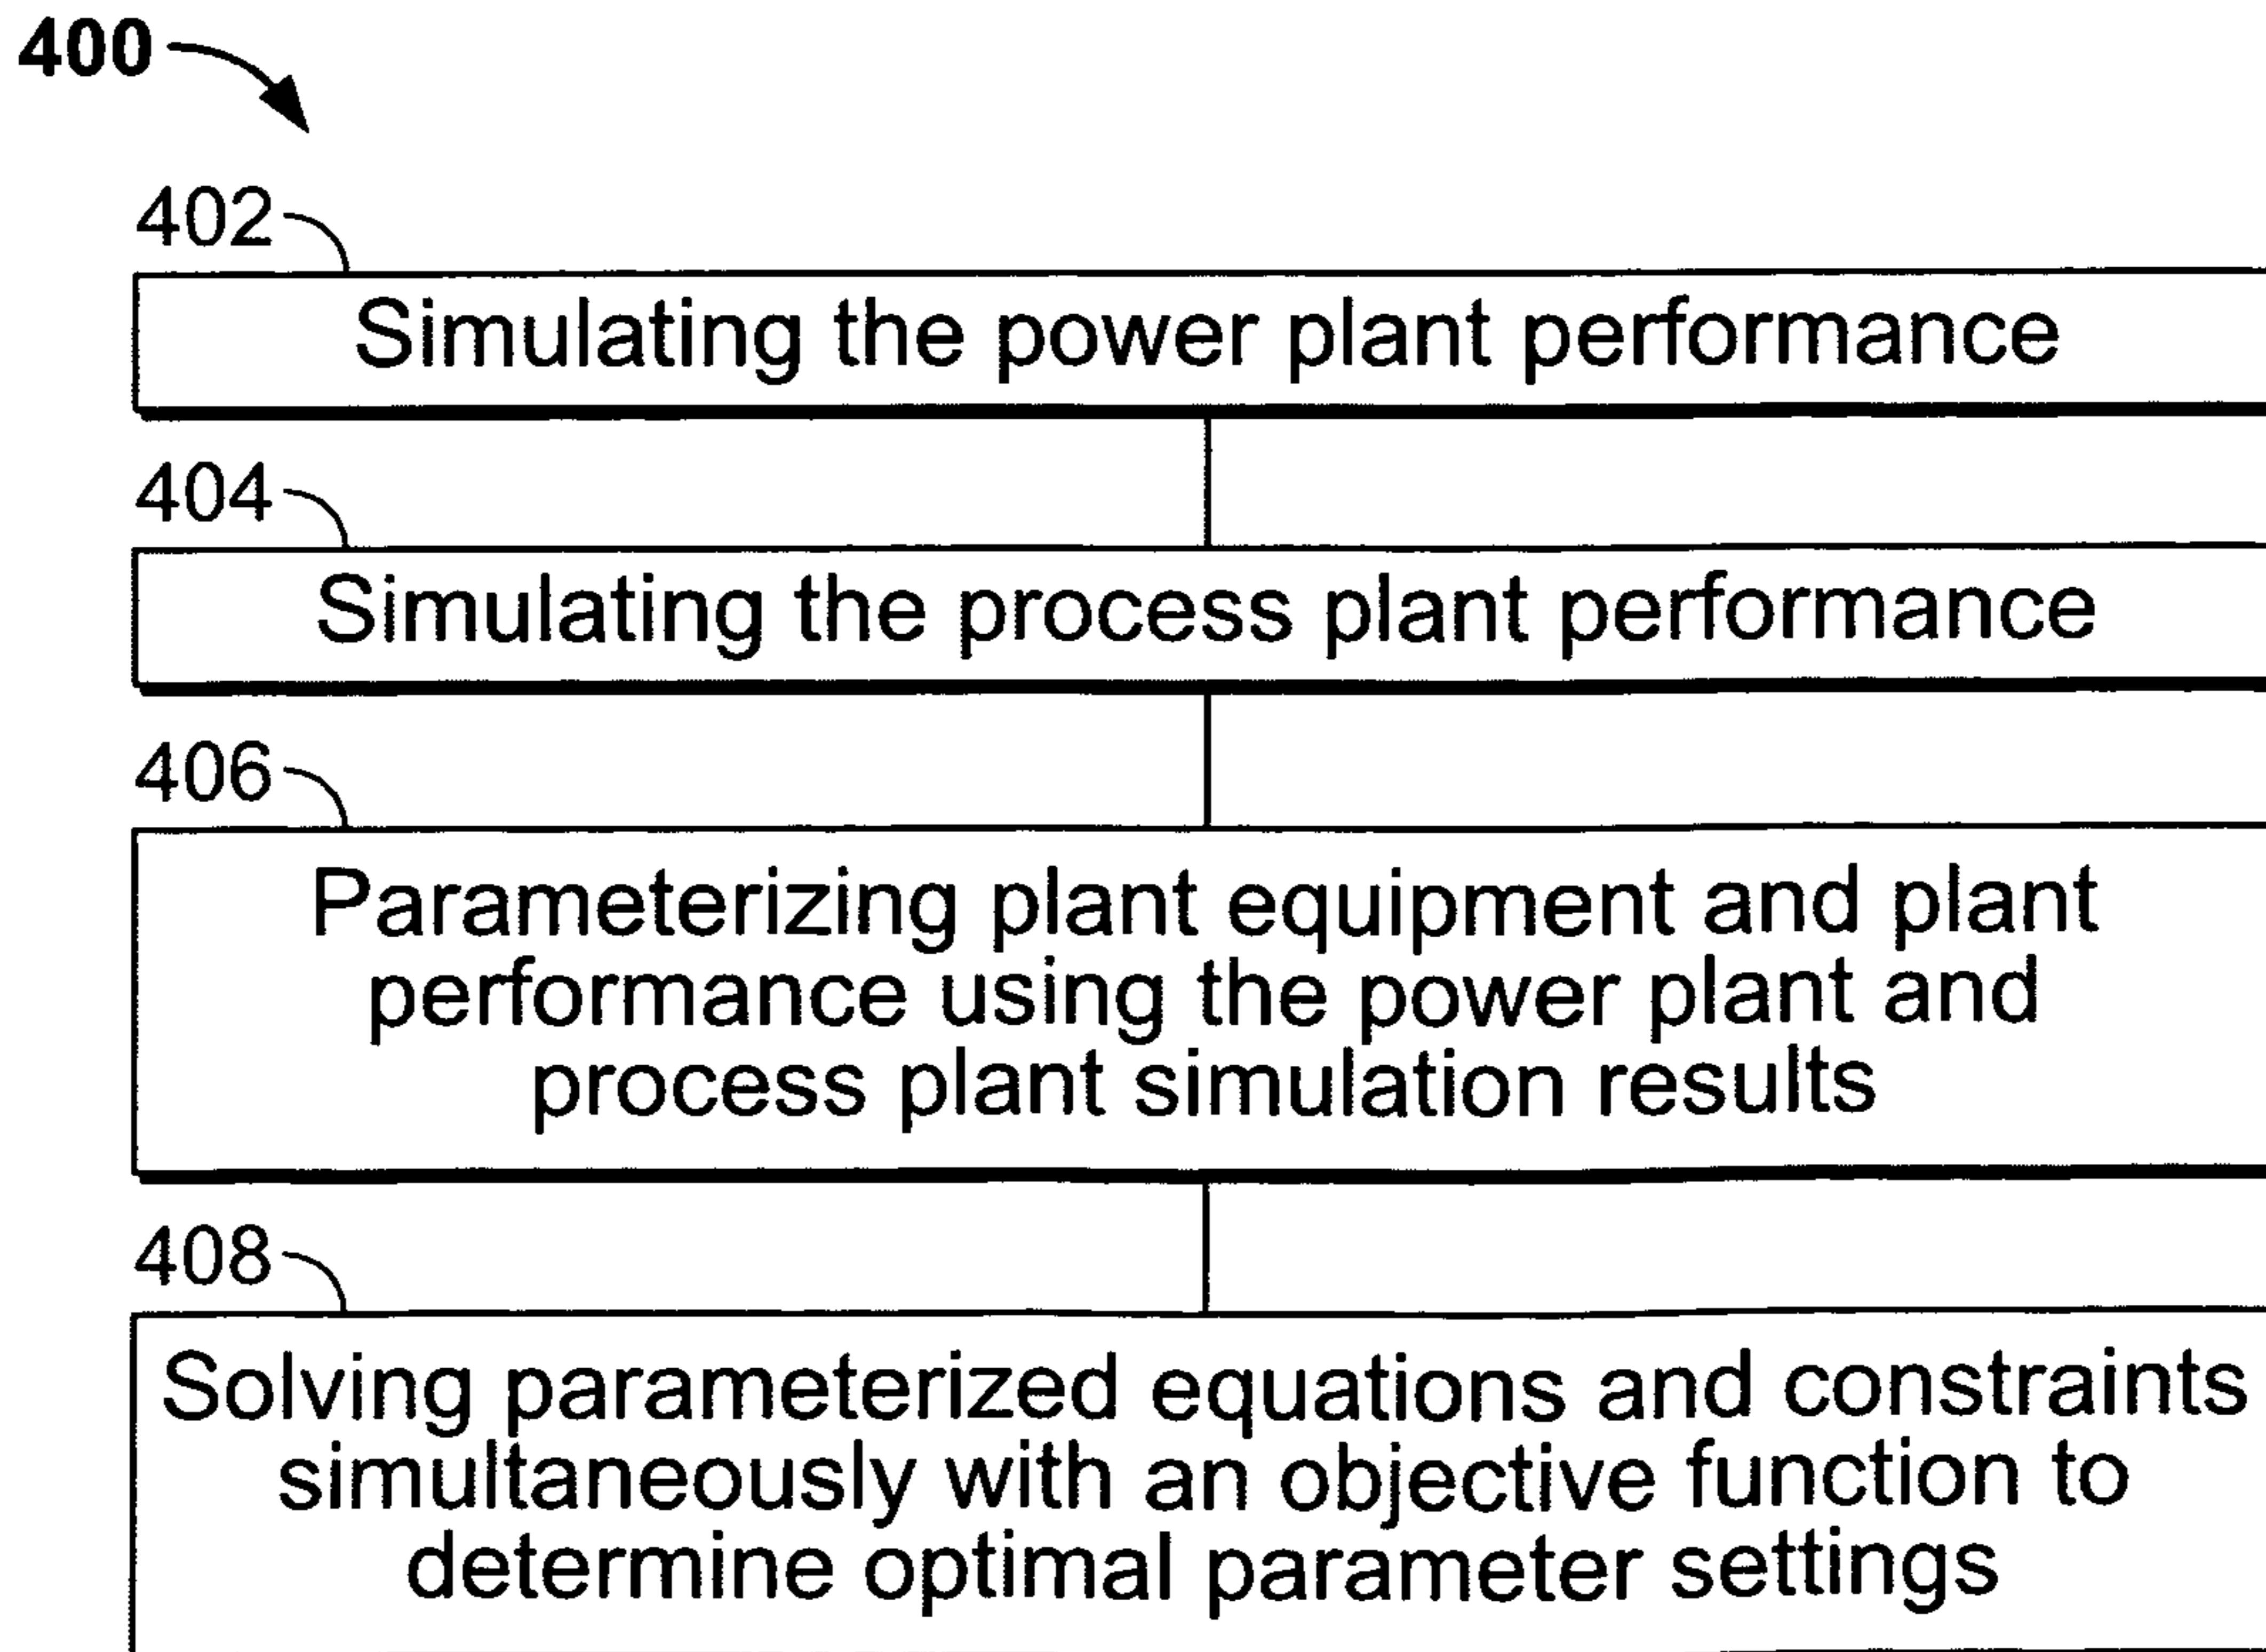 400
402
Simulating the power plant performance
404
Simulating the process plant performance
406
Parameterizing plant equipment and plant
performance using the power plant and
process plant simulation results
408
Solving parameterized equations and constraints
simultaneously with an objective function to
determine optimal parameter settings